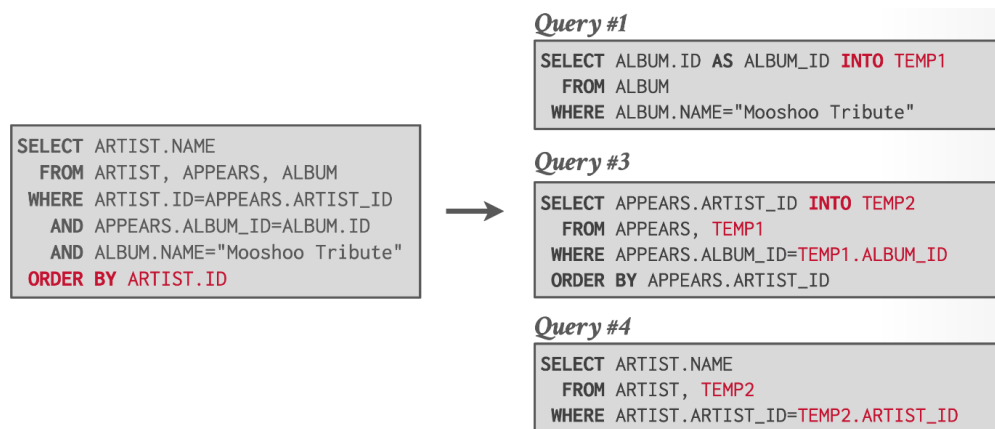 SELECT ARTIST.NAME
FROM ARTIST, APPEARS, ALBUM
WHERE ARTIST.ID=APPEARS.ARTIST_ID
AND APPEARS.ALBUM_ID=ALBUM.ID
AND ALBUM.NAME="Mooshoo Tribute"
ORDER BY ARTIST.ID
Query #1
SELECT ALBUM.ID AS ALBUM_ID INTO TEMP1
FROM ALBUM
WHERE ALBUM.NAME="Mooshoo Tribute"
Query #3
SELECT APPEARS.ARTIST_ID INTO TEMP2
FROM APPEARS, TEMP1
WHERE APPEARS.ALBUM_ID=TEMP1.ALBUM_ID
ORDER BY APPEARS.ARTIST_ID
Query #4
SELECT ARTIST.NAME
FROM ARTIST, TEMP2
WHERE ARTIST.ARTIST_ID=TEMP2.ARTIST_ID